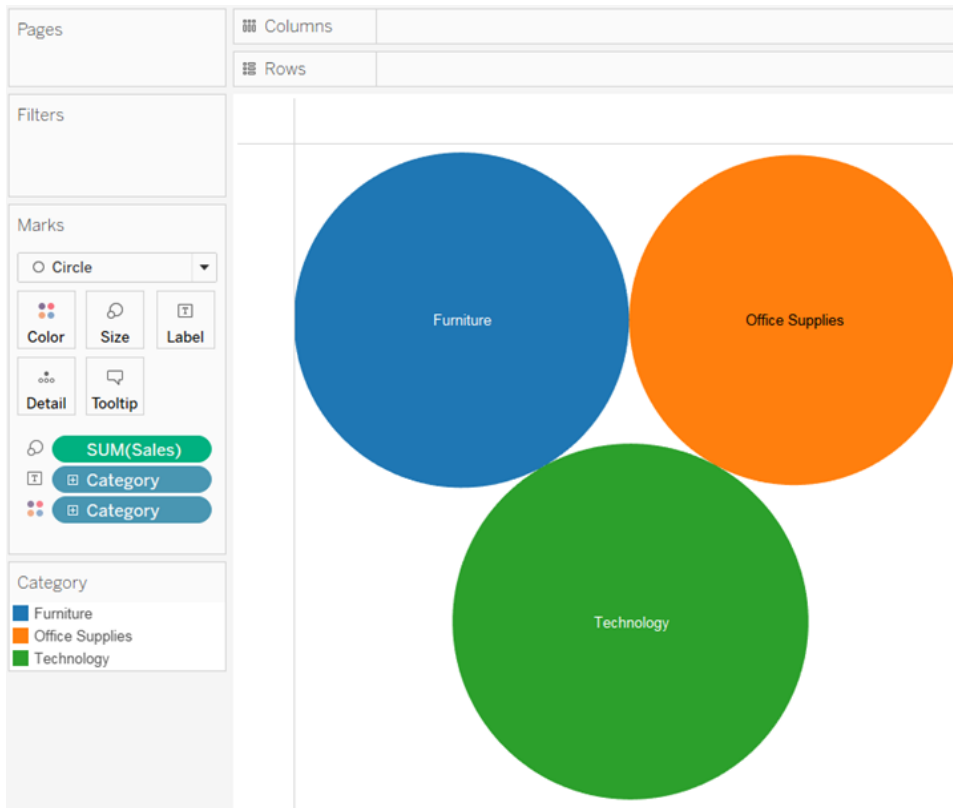 Pages
Columns
Rows
Filters
Marks
Circle
Color
Size
Label
Detail
Tooltip
SUM(Sales)
Category
Category
Category
Furniture
Office Supplies
Technology
Furniture
Office Supplies
Technology